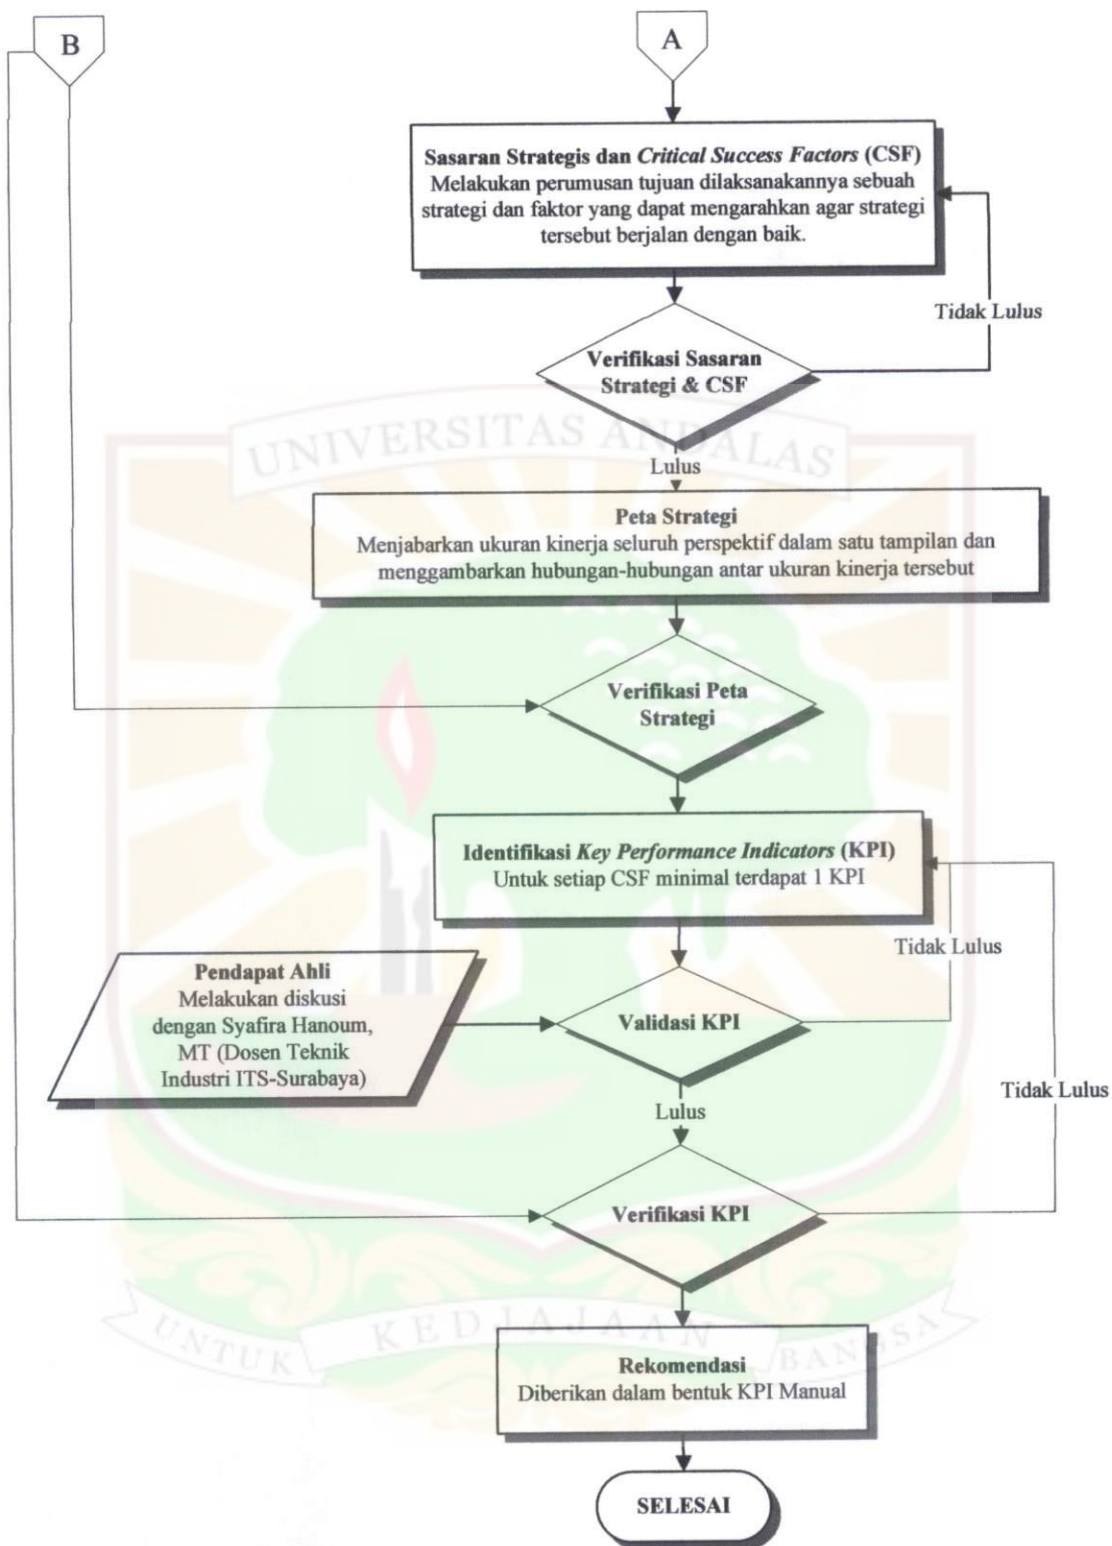 B
A
Sasaran Strategis dan Critical Success Factors (CSF)
Melakukan perumusan tujuan dilaksanakannya sebuah
strategi dan faktor yang dapat mengarahkan agar strategi
tersebut berjalan dengan baik.
Tidak Lulus
Verifikasi Sasaran
Strategi & CSF
UNIVERSITAS ANDALAS
Lulus
Peta Strategi
Menjabarkan ukuran kinerja seluruh perspektif dalam satu tampilan dan
menggambarkan hubungan-hubungan antar ukuran kinerja tersebut
Verifikasi Peta
Strategi
Identifikasi Key Performance Indicators (KPI)
Untuk setiap CSF minimal terdapat 1 KPI
Tidak Lulus
Pendapat Ahli
Melakukan diskusi
dengan Syafira Hanoum,
MT (Dosen Teknik
Industri ITS-Surabaya)
Validasi KPI
Tidak Lulus
Lulus
Verifikasi KPI
UNTUK KEDJAJAAN BANGSA
Rekomendasi
Diberikan dalam bentuk KPI Manual
SELESAI